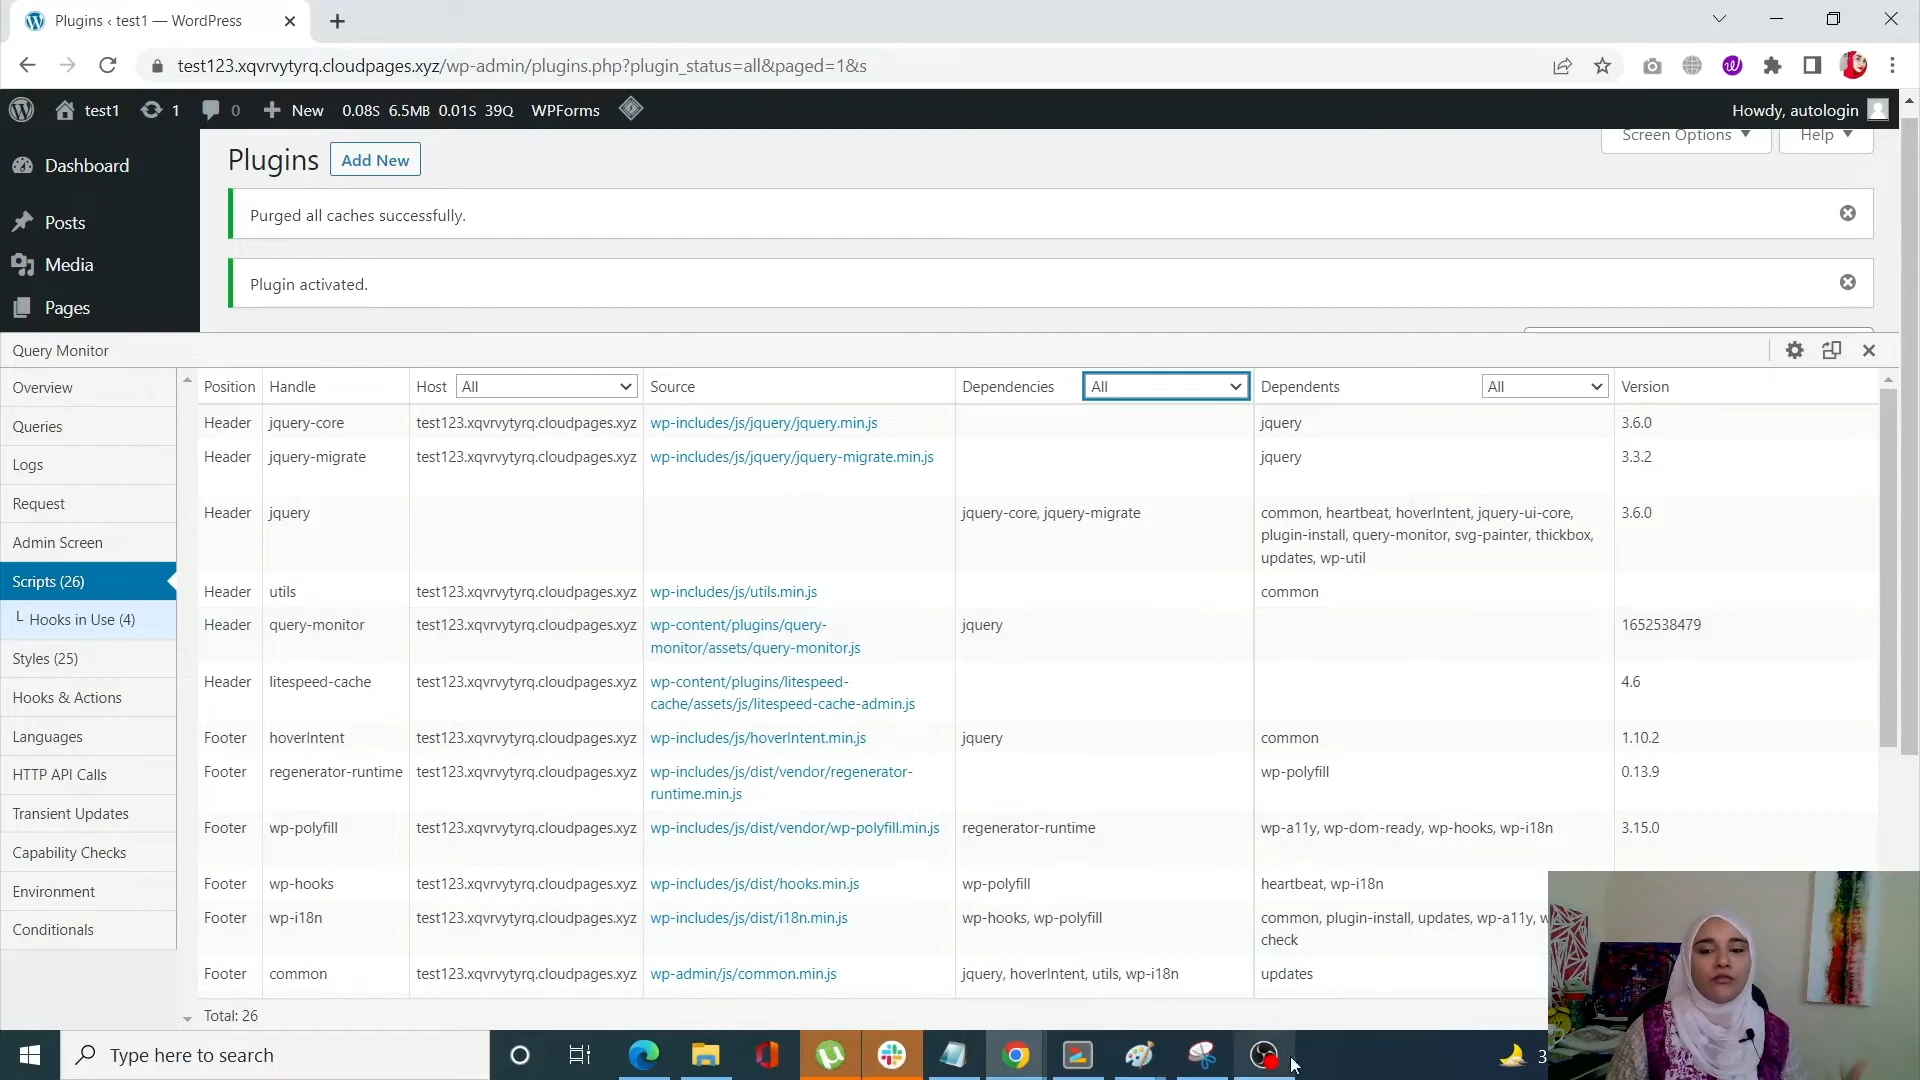 Plugins ‹ test1 — WordPress
test123.xqvrvytyrq.cloudpages.xyz/wp-admin/plugins.php?plugin_status=all&paged=1&s
test1 1 0 New 0.08S 6.5MB 0.01S 39Q WPForms Howdy, autologin
Screen Options Help
Dashboard
Posts
Media
Pages
Plugins Add New
Purged all caches successfully.
Plugin activated.
Query Monitor
Overview
Queries
Logs
Request
Admin Screen
Scripts (26)
Hooks in Use (4)
Styles (25)
Hooks & Actions
Languages
HTTP API Calls
Transient Updates
Capability Checks
Environment
Conditionals
Position Handle Host All Source Dependencies All Dependents All Version
Header jquery-core test123.xqvrvytyrq.cloudpages.xyz wp-includes/js/jquery/jquery.min.js jquery 3.6.0
Header jquery-migrate test123.xqvrvytyrq.cloudpages.xyz wp-includes/js/jquery/jquery-migrate.min.js jquery 3.3.2
Header jquery jquery-core, jquery-migrate common, heartbeat, hoverIntent, jquery-ui-core, 3.6.0
plugin-install, query-monitor, svg-painter, thickbox,
updates, wp-util
Header utils test123.xqvrvytyrq.cloudpages.xyz wp-includes/js/utils.min.js common
Header query-monitor test123.xqvrvytyrq.cloudpages.xyz wp-content/plugins/query- jquery 1652538479
monitor/assets/query-monitor.js
Header litespeed-cache test123.xqvrvytyrq.cloudpages.xyz wp-content/plugins/litespeed- 4.6
cache/assets/js/litespeed-cache-admin.js
Footer hoverIntent test123.xqvrvytyrq.cloudpages.xyz wp-includes/js/hoverIntent.min.js jquery common 1.10.2
Footer regenerator-runtime test123.xqvrvytyrq.cloudpages.xyz wp-includes/js/dist/vendor/regenerator- wp-polyfill 0.13.9
runtime.min.js
Footer wp-polyfill test123.xqvrvytyrq.cloudpages.xyz wp-includes/js/dist/vendor/wp-polyfill.min.js regenerator-runtime wp-a11y, wp-dom-ready, wp-hooks, wp-i18n 3.15.0
Footer wp-hooks test123.xqvrvytyrq.cloudpages.xyz wp-includes/js/dist/hooks.min.js wp-polyfill heartbeat, wp-i18n
Footer wp-i18n test123.xqvrvytyrq.cloudpages.xyz wp-includes/js/dist/i18n.min.js wp-hooks, wp-polyfill common, plugin-install, updates, wp-a11y, w
check
Footer common test123.xqvrvytyrq.cloudpages.xyz wp-admin/js/common.min.js jquery, hoverIntent, utils, wp-i18n updates
Total: 26
Type here to search
3